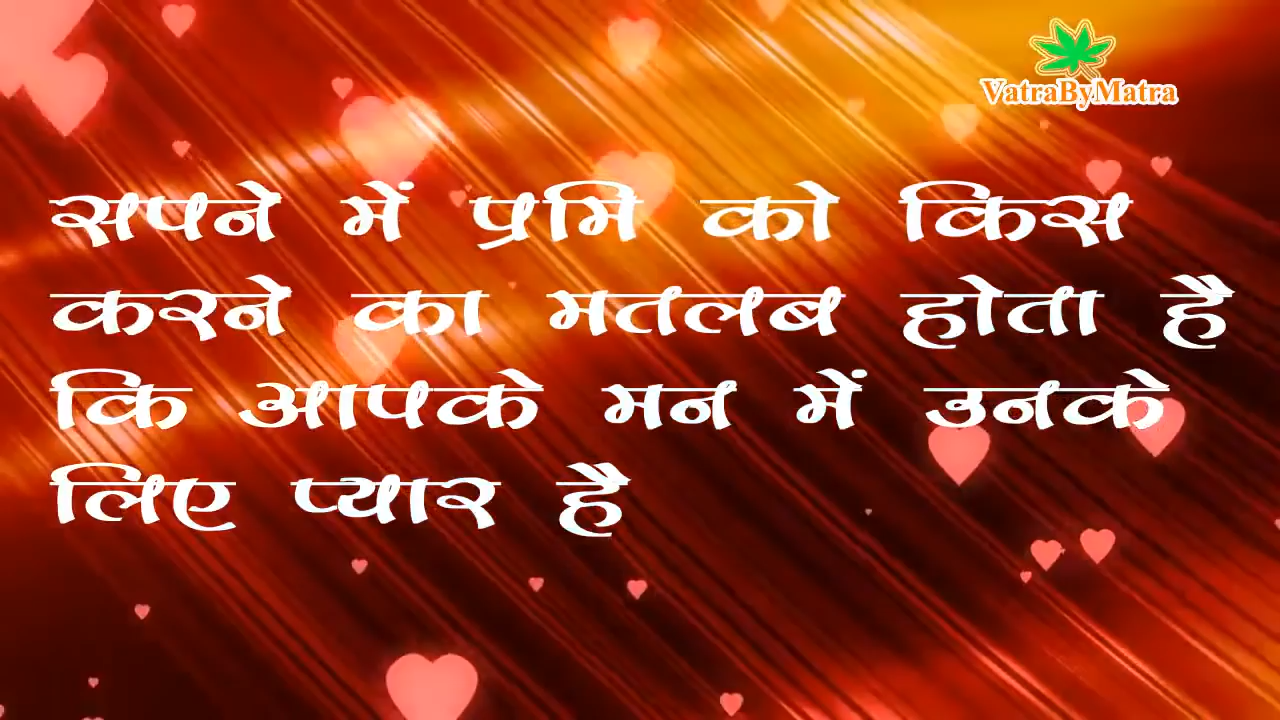 VatraByMatra
सपने में प्रमि को किस
करने का मतलब होता है
कि आपके मन में उनके
लिए प्यार है